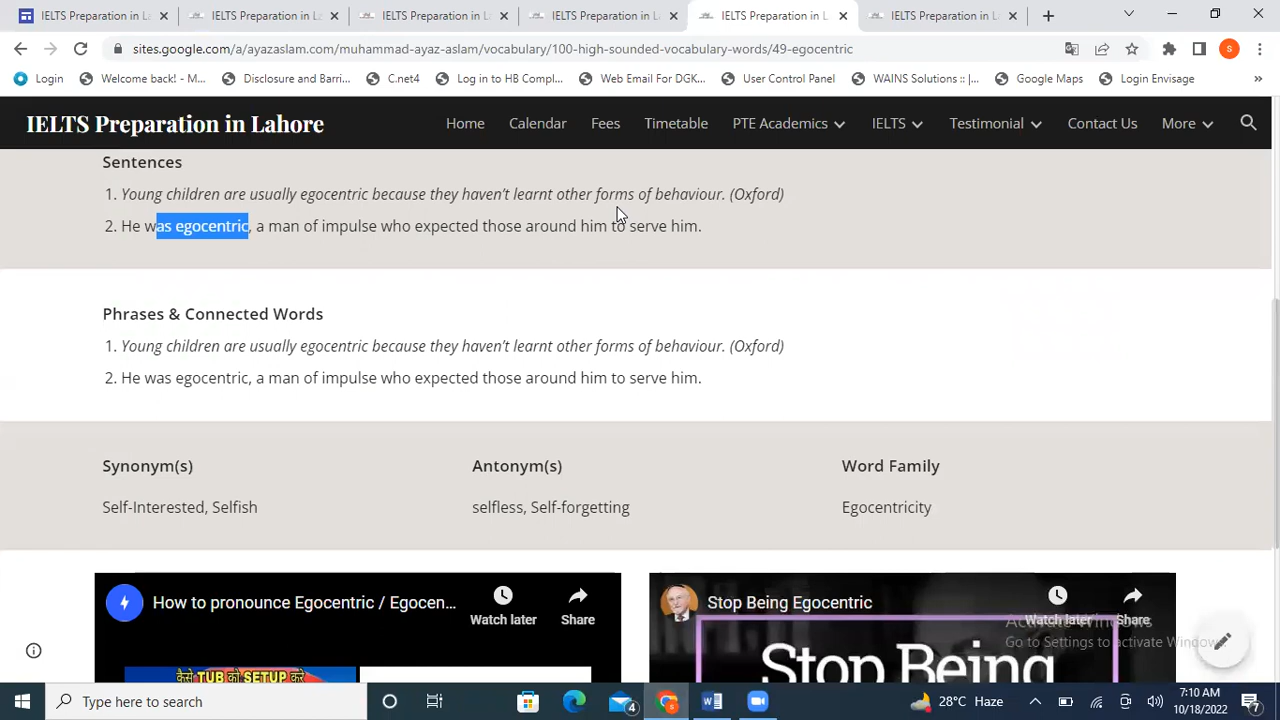 IELTS Preparation in L
IELTS Preparation in L
IELTS Preparation in L
IELTS Preparation in L
IELTS Preparation in L
IELTS Preparation in L
sites.google.com/a/ayazaslam.com/muhammad-ayaz-aslam/vocabulary/100-high-sounded-vocabulary-words/49-egocentric
S
Login
Welcome back! - M...
Disclosure and Barri...
C.net4
Log in to HB Compl...
Web Email For DGK...
User Control Panel
WAINS Solutions :: |...
Google Maps
Login Envisage
»
IELTS Preparation in Lahore
Home
Calendar
Fees
Timetable
PTE Academics
IELTS
Testimonial
Contact Us
More
Sentences
1. Young children are usually egocentric because they haven't learnt other forms of behaviour. (Oxford)
2. He was egocentric, a man of impulse who expected those around him to serve him.
Phrases & Connected Words
1. Young children are usually egocentric because they haven't learnt other forms of behaviour. (Oxford)
2. He was egocentric, a man of impulse who expected those around him to serve him.
Synonym(s)
Antonym(s)
Word Family
Self-Interested, Selfish
selfless, Self-forgetting
Egocentricity
How to pronounce Egocentric / Egocen...
Watch later
Share
Stop Being Egocentric
Watch later
Share
कैसे TUB को SETUP करें
Stop Being
Activate Windows
Go to Settings to activate Windows.
Type here to search
4
28°C Haze
7:10 AM
10/18/2022
7